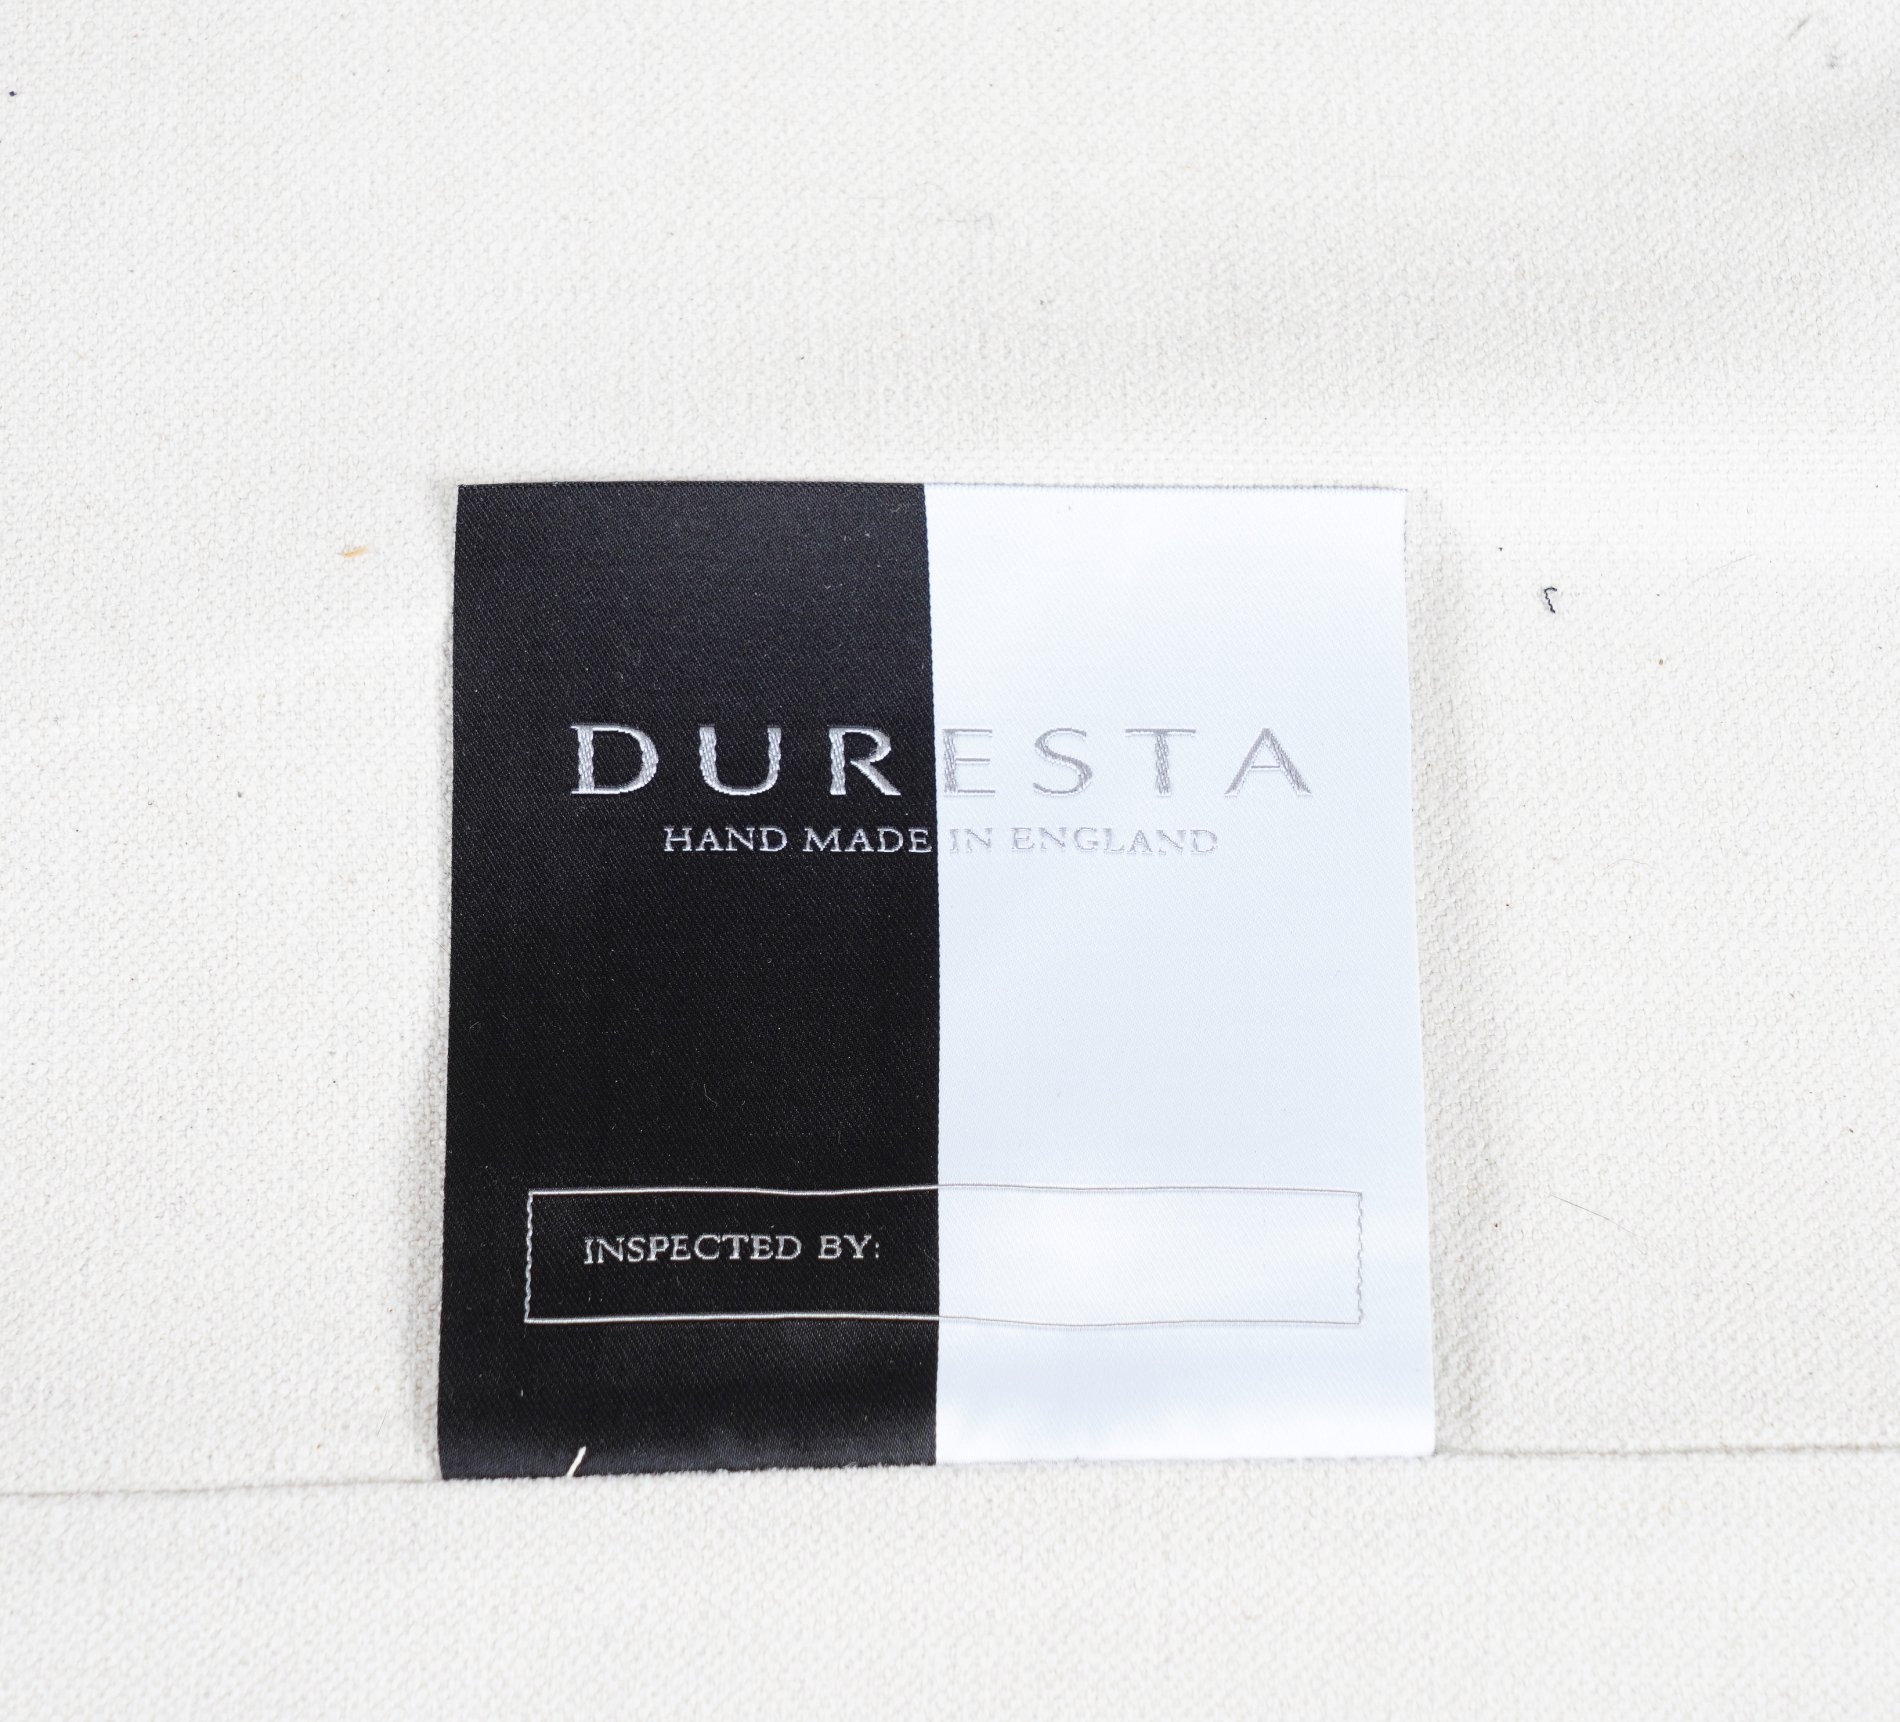 DURESTA
HAND MADE IN ENGLAND
INSPECTED BY: